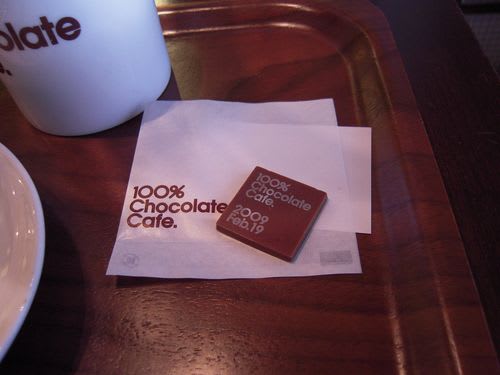 olate
e.
100%
Chocolate
Cafe.
100%
Chocolate
Cafe.
2009
Feb.19